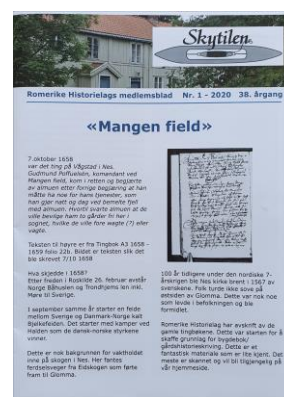 Skytilen
Romerike Historielags medlemsblad Nr. 1 - 2020 38. årgang
«Mangen field»
7.oktober 1658
var det ting på Vågstad i Nes.
Gudmund Poffuelsön, komendant ved
Mangen field, kom i retten og begjærte
av almuen etter forrige begjæring at han
måtte ha noe for hans tienester, som
han gjør natt og dag ved bemelte fjell
med almuen. Hvortil svarte almuen at de
ville bevilge ham to gårder fri her i
sognet, hvilke de ville fore wagte (?) eller
vagte.
Teksten til høyre er fra Tingbok A3 1658 -
1659 folio 22b. Bildet er teksten slik det
ble skrevet 7/10 1658
Hva skjedde i 1658?
Etter freden i Roskilde 26. februar avetår
Norge Båhuslen og Trondhjems len inkl.
Møre til Sverige.
I september samme år starter en feide
mellom Sverige og Danmark-Norge kalt
Bjelkefeiden. Det starter med kamper ved
Halden som de dansk-norske styrkene
vinner.
Dette er nok bakgrunnen for vaktholdet
inne på skogen i Nes. Her fantes
ferdselsveger fra Eidskogen som førte
fram til Glomma.
100 år tidligere under den nordiske 7-
årskrigen ble Nes kirke brent i 1567 av
svenskene. Folk turde ikke sove på
østsiden av Glomma. Dette var nok noe
som levde i befolkningen og ble
formidlet.
Romerike Historielag har avskrift av de
gamle tingbøkene. Dette var starten for å
skaffe grunnlag for bygdebok/
gårdshistorieskriving. Dette er et
fantastisk materiale som er lite kjent. Det
meste er skannet og vil bli tilgjengelig på
vår hjemmeside.